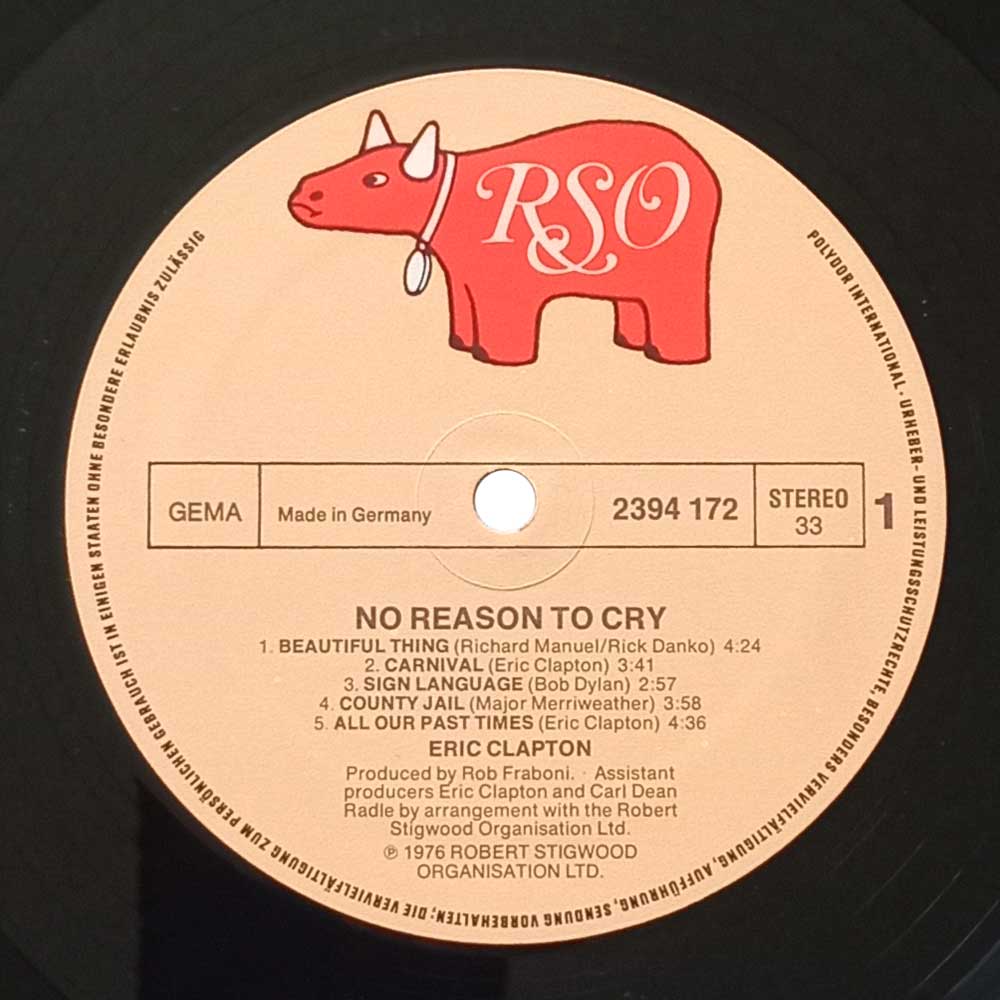 RSO
POLYDOR INTERNATIONAL · URHEBER- UND LEISTUNGSSCHUTZRECHTE, BESONDERS VERVIELFÄLTIGUNG, AUFFÜHRUNG, SENDUNG VORBEHALTEN; DIE VERVIELFÄLTIGUNG ZUM PERSÖNLICHEN GEBRAUCH IST IN EINIGEN STAATEN OHNE BESONDERE ERLAUBNIS ZULÄSSIG
GEMA Made in Germany 2394 172 STEREO 33 1
NO REASON TO CRY
1. BEAUTIFUL THING (Richard Manuel/Rick Danko) 4:24
2. CARNIVAL (Eric Clapton) 3:41
3. SIGN LANGUAGE (Bob Dylan) 2:57
4. COUNTY JAIL (Major Merriweather) 3:58
5. ALL OUR PAST TIMES (Eric Clapton) 4:36
ERIC CLAPTON
Produced by Rob Fraboni. · Assistant
producers Eric Clapton and Carl Dean
Radle by arrangement with the Robert
Stigwood Organisation Ltd.
℗ 1976 ROBERT STIGWOOD
ORGANISATION LTD.